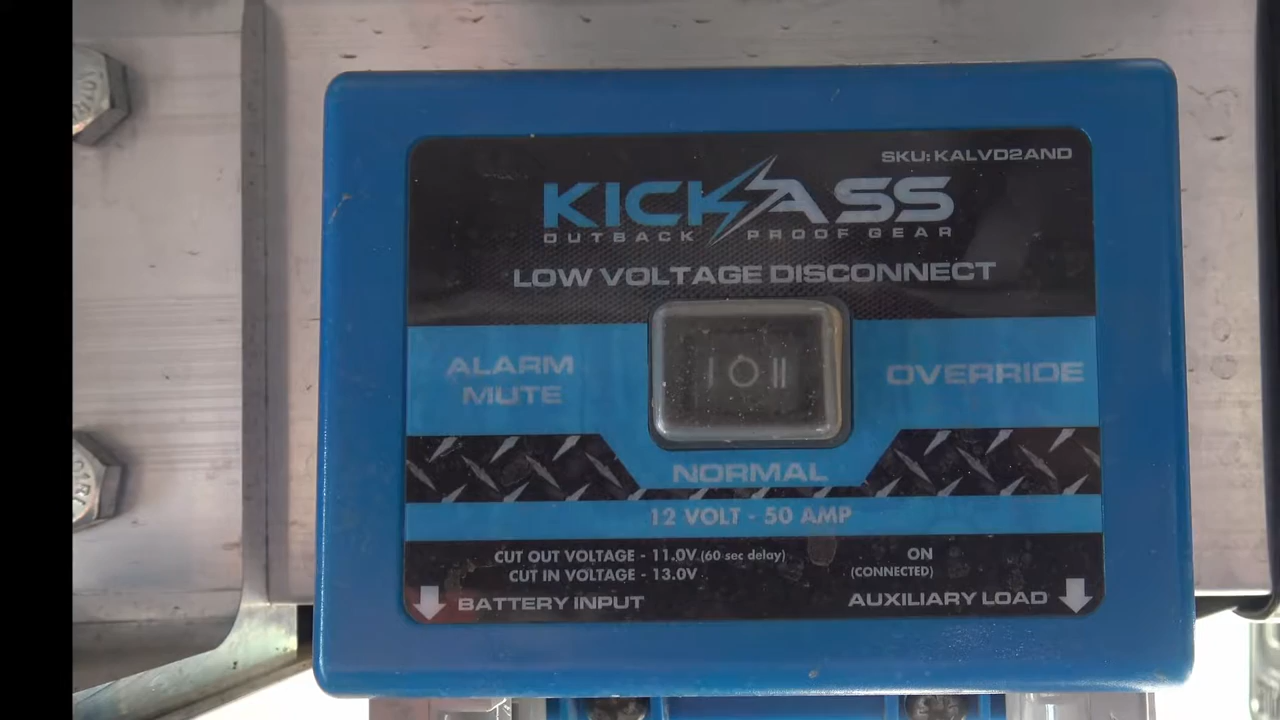 SKU: KALVD2AND
KICKASS
OUTBACK PROOF GEAR
LOW VOLTAGE DISCONNECT
ALARM
MUTE
I O II
OVERRIDE
NORMAL
12 VOLT - 50 AMP
CUT OUT VOLTAGE - 11.0V (60 sec delay)
CUT IN VOLTAGE - 13.0V
ON
(CONNECTED)
BATTERY INPUT
AUXILIARY LOAD